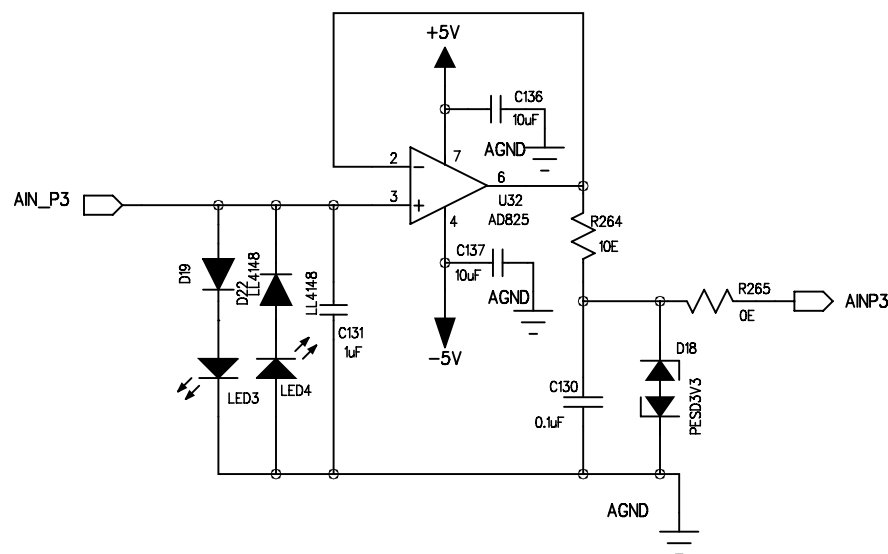 +5V
C136
10uF
AGND
7
2
6
3
U32
AD825
4
AIN_P3
R264
10E
C137
10uF
AGND
D19
D22
LL4148
LL4148
R265
0E
AINP3
C131
1uF
-5V
D18
PESD3V3
LED3
LED4
C130
0.1uF
AGND